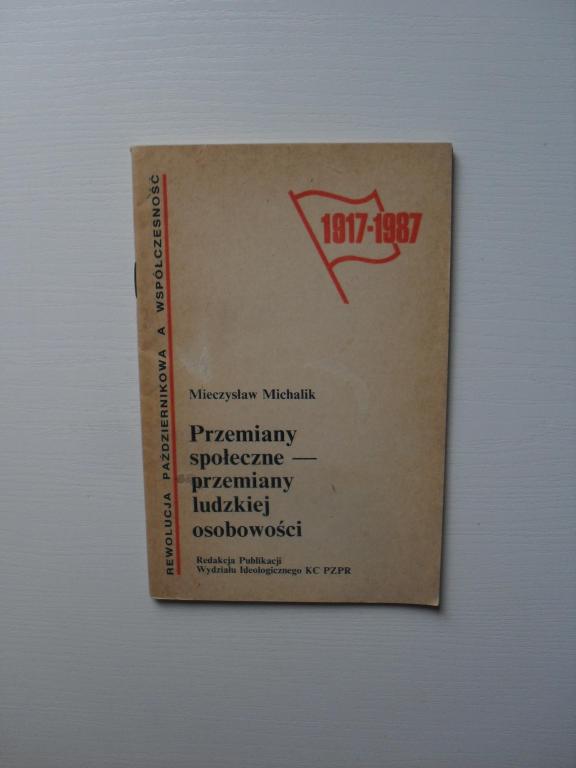 REWOLUCJA PAŹDZIERNIKOWA A WSPÓŁCZESNOŚĆ
1917-1987
Mieczysław Michalik
Przemiany
społeczne —
przemiany
ludzkiej
osobowości
Redakcja Publikacji
Wydziału Ideologicznego KC PZPR